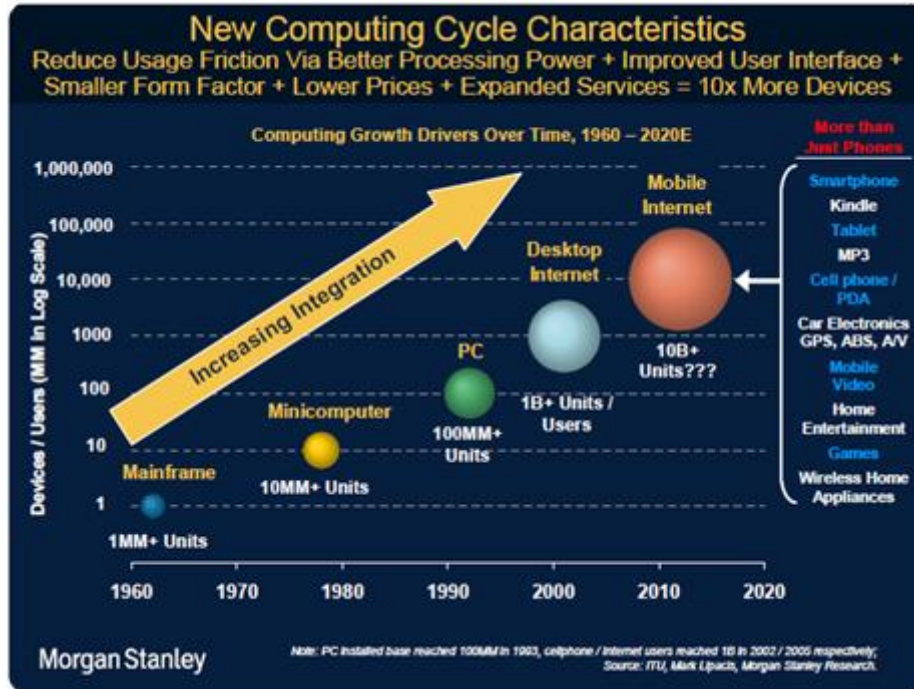 New Computing Cycle Characteristics
Reduce Usage Friction Via Better Processing Power + Improved User Interface +
Smaller Form Factor + Lower Prices + Expanded Services = 10x More Devices
Computing Growth Drivers Over Time, 1960 – 2020E
More than
Just Phones
Devices / Users (MM in Log Scale)
1,000,000
100,000
10,000
1000
100
10
1
Increasing Integration
Mainframe
1MM+ Units
Minicomputer
10MM+ Units
PC
100MM+
Units
Desktop
Internet
1B+ Units /
Users
Mobile
Internet
10B+
Units???
Smartphone
Kindle
Tablet
MP3
Cell phone /
PDA
Car Electronics
GPS, ABS, A/V
Mobile
Video
Home
Entertainment
Games
Wireless Home
Appliances
1960 1970 1980 1990 2000 2010 2020
Morgan Stanley
Note: PC installed base reached 100MM in 1993, cellphone / Internet users reached 1B in 2002 / 2005 respectively;
Source: ITU, Mark Lipacis, Morgan Stanley Research.